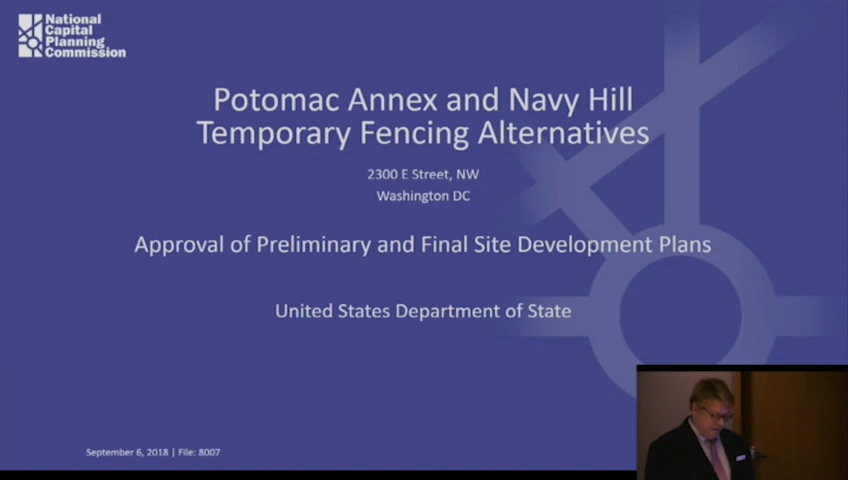 National
Capital
Planning
Commission
Potomac Annex and Navy Hill
Temporary Fencing Alternatives
2300 E Street, NW
Washington DC
Approval of Preliminary and Final Site Development Plans
United States Department of State
September 6, 2018 | File: 8007